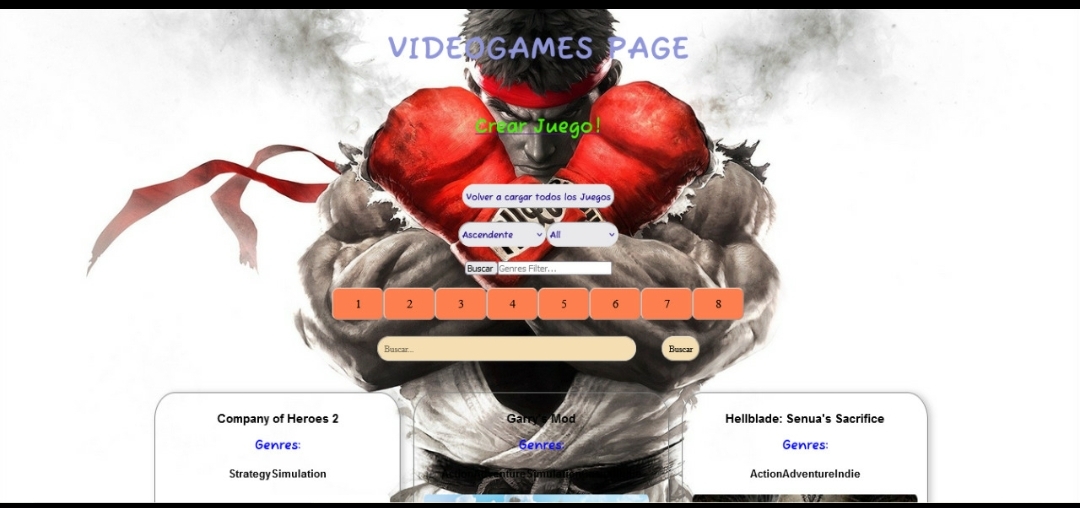 VIDEOGAMES PAGE
Crear Juego!
Volver a cargar todos los Juegos
Ascendente All
Buscar Genres Filter...
1 2 3 4 5 6 7 8
Buscar... Buscar
Company of Heroes 2 Garry's Mod Hellblade: Senua's Sacrifice
Genres: Genres: Genres:
StrategySimulation ActionAdventureIndie